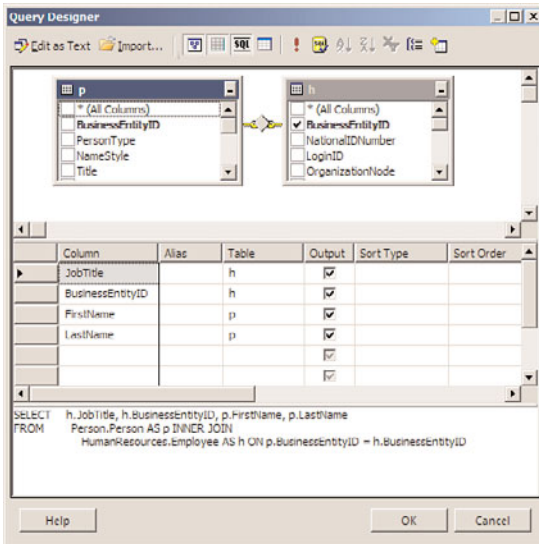 Query Designer
Edit as Text Import... SQL
p
* (All Columns)
BusinessEntityID
PersonType
NameStyle
Title
h
* (All Columns)
BusinessEntityID
NationalIDNumber
LoginID
OrganizationNode
Column Alias Table Output Sort Type Sort Order
JobTitle h
BusinessEntityID h
FirstName p
LastName p
SELECT h.JobTitle, h.BusinessEntityID, p.FirstName, p.LastName
FROM Person.Person AS p INNER JOIN
HumanResources.Employee AS h ON p.BusinessEntityID = h.BusinessEntityID
Help OK Cancel